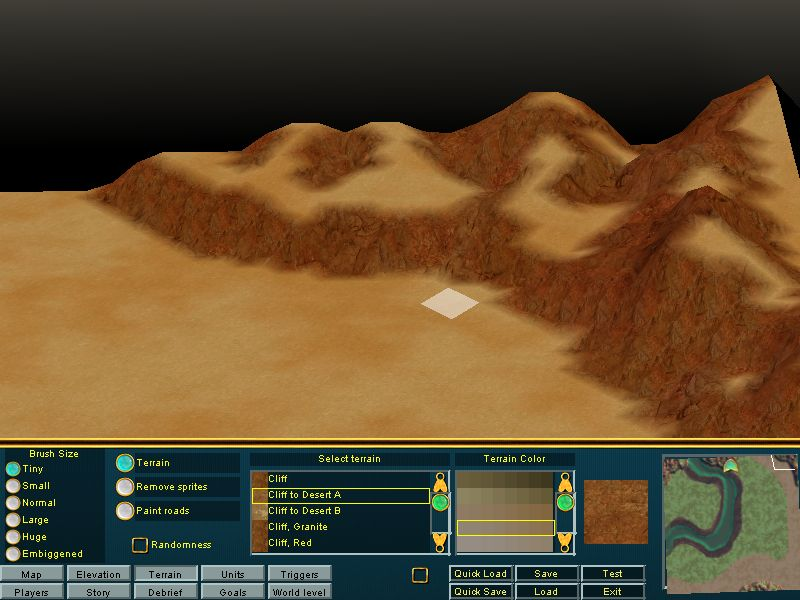 Brush Size
Tiny
Small
Normal
Large
Huge
Embiggened
Terrain
Remove sprites
Paint roads
Randomness
Select terrain
Cliff
Cliff to Desert A
Cliff to Desert B
Cliff, Granite
Cliff, Red
Terrain Color
Map Elevation Terrain Units Triggers
Players Story Debrief Goals World level
Quick Load Save Test
Quick Save Load Exit